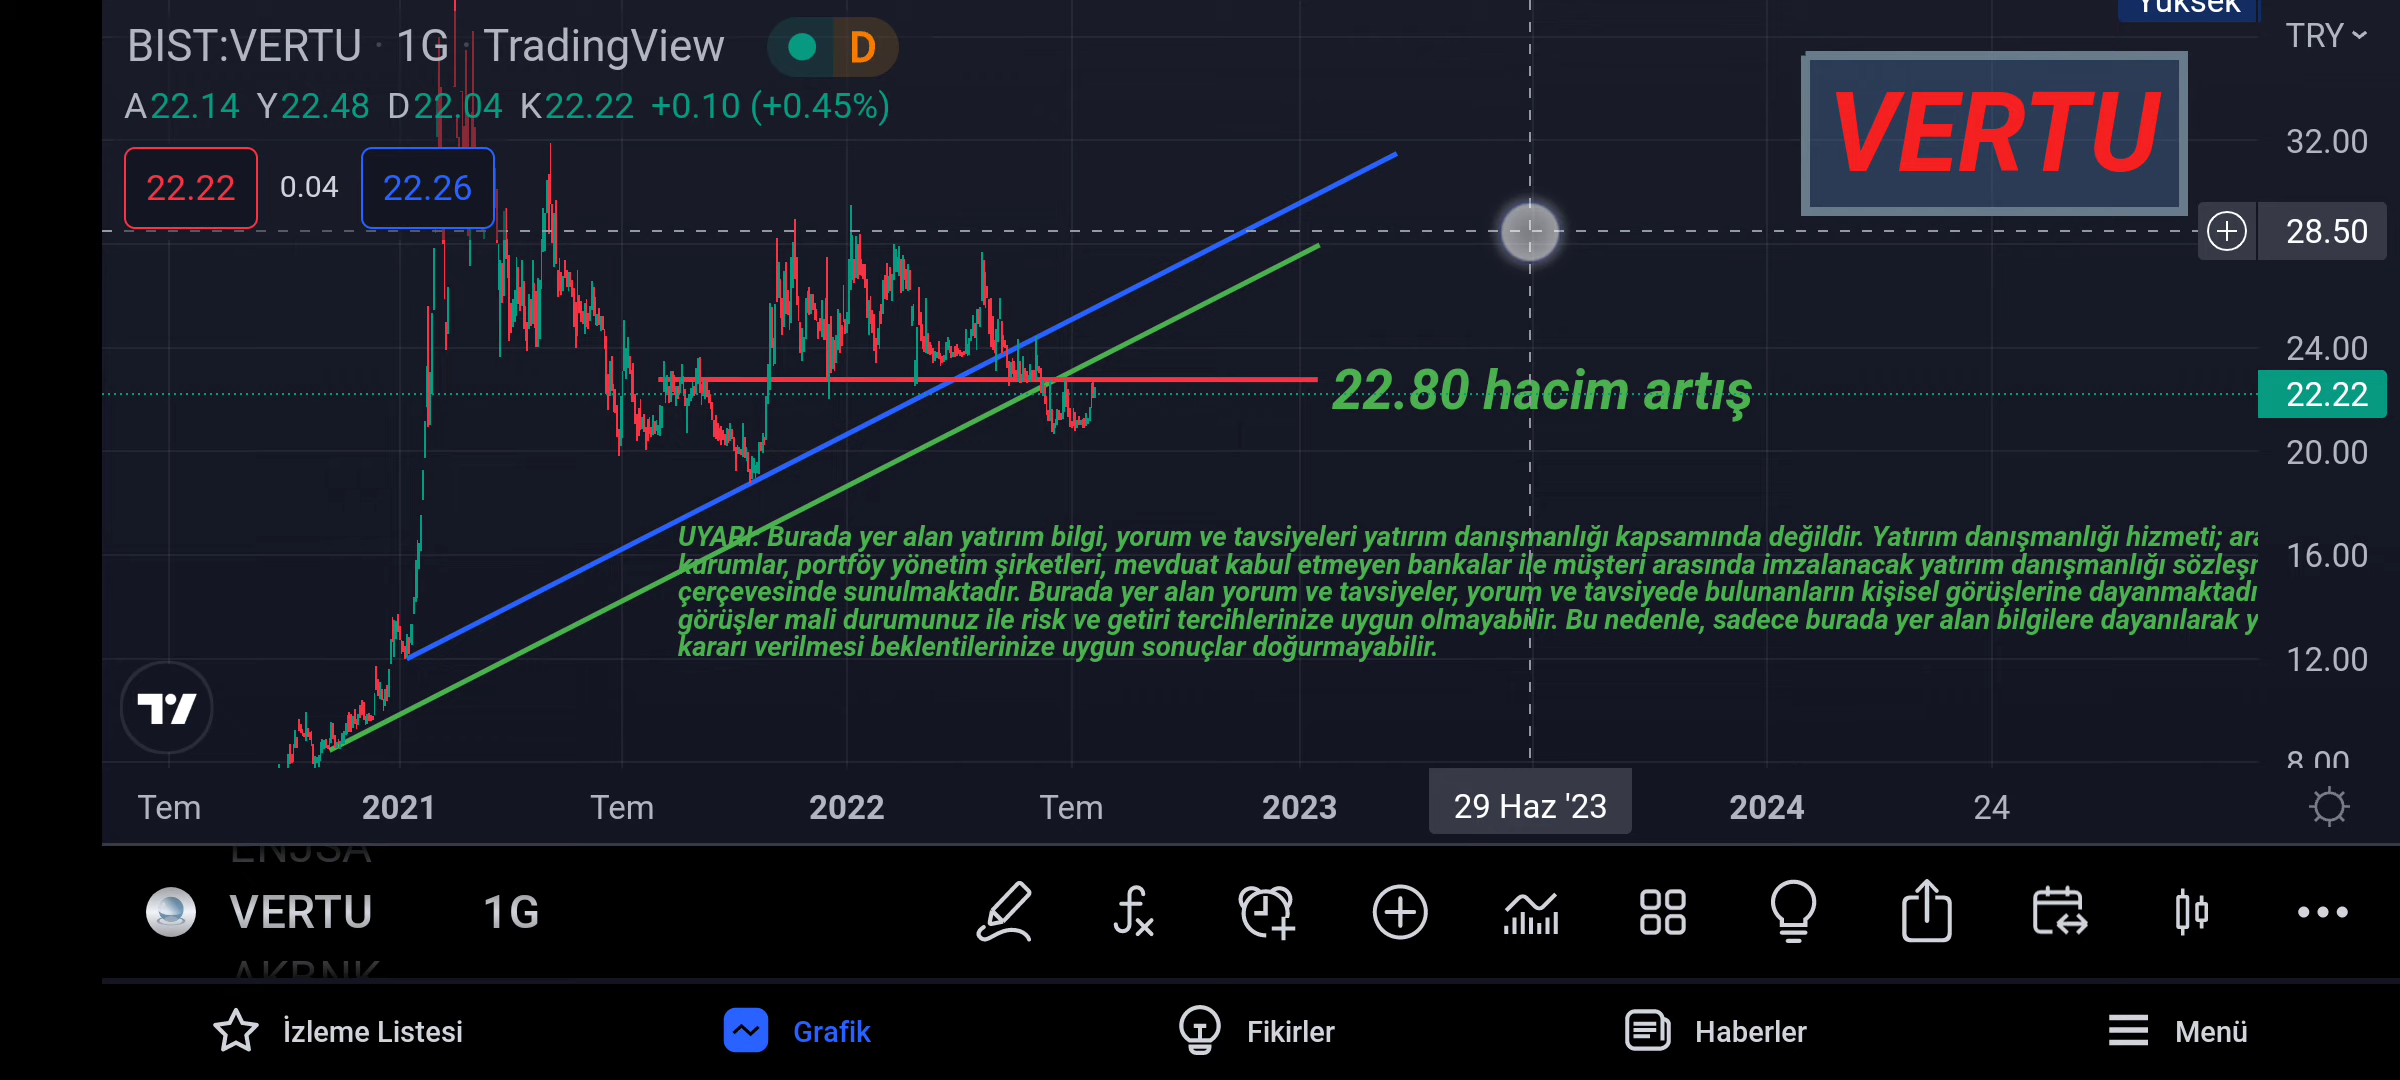 Yüksek
BIST:VERTU · 1G · TradingView D
TRY
A22.14 Y22.48 D22.04 K22.22 +0.10 (+0.45%)
VERTU
32.00
22.22 0.04 22.26
28.50
24.00
22.80 hacim artış
22.22
20.00
UYARI: Burada yer alan yatırım bilgi, yorum ve tavsiyeleri yatırım danışmanlığı kapsamında değildir. Yatırım danışmanlığı hizmeti;
kurumlar, portföy yönetim şirketleri, mevduat kabul etmeyen bankalar ile müşteri arasında imzalanacak yatırım danışmanlığı
16.00
çerçevesinde sunulmaktadır. Burada yer alan yorum ve tavsiyeler, yorum ve tavsiyede bulunanların kişisel görüşlerine dayanmaktadı
görüşler mali durumunuz ile risk ve getiri tercihlerinize uygun olmayabilir. Bu nedenle, sadece burada yer alan bilgilere dayanılarak y
kararı verilmesi beklentilerinize uygun sonuçlar doğurmayabilir.
12.00
8.00
Tem 2021 Tem 2022 Tem 2023 29 Haz '23 2024 24
ENJSA
VERTU 1G
AKBNK
İzleme Listesi Grafik Fikirler Haberler Menü